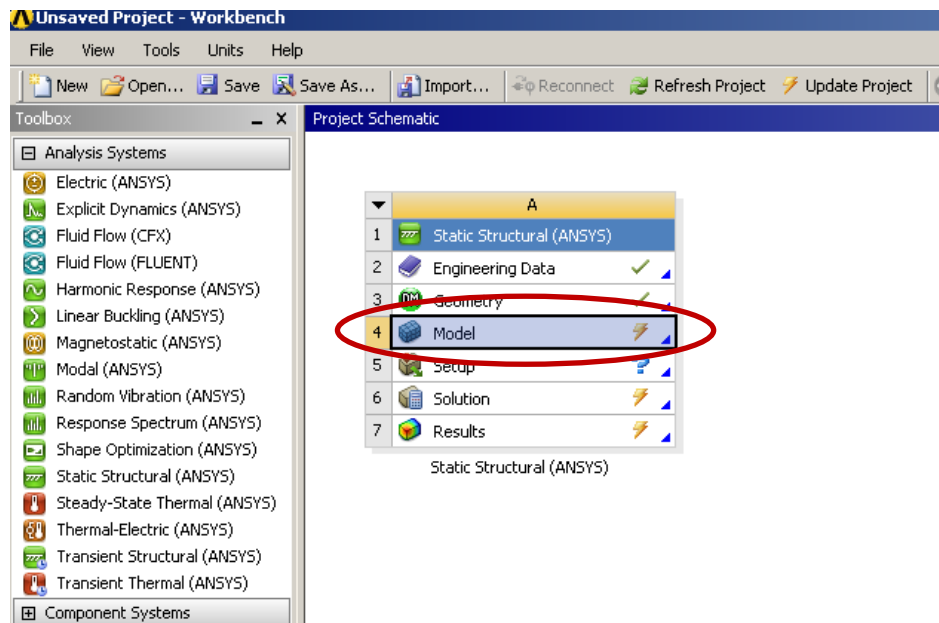 Unsaved Project - Workbench
File View Tools Units Help
New Open... Save Save As... Import... Reconnect Refresh Project Update Project
Toolbox
Project Schematic
Analysis Systems
Electric (ANSYS)
Explicit Dynamics (ANSYS)
Fluid Flow (CFX)
Fluid Flow (FLUENT)
Harmonic Response (ANSYS)
Linear Buckling (ANSYS)
Magnetostatic (ANSYS)
Modal (ANSYS)
Random Vibration (ANSYS)
Response Spectrum (ANSYS)
Shape Optimization (ANSYS)
Static Structural (ANSYS)
Steady-State Thermal (ANSYS)
Thermal-Electric (ANSYS)
Transient Structural (ANSYS)
Transient Thermal (ANSYS)
Component Systems
A
1 Static Structural (ANSYS)
2 Engineering Data
3 DM Geometry
4 Model
5 Setup
6 Solution
7 Results
Static Structural (ANSYS)